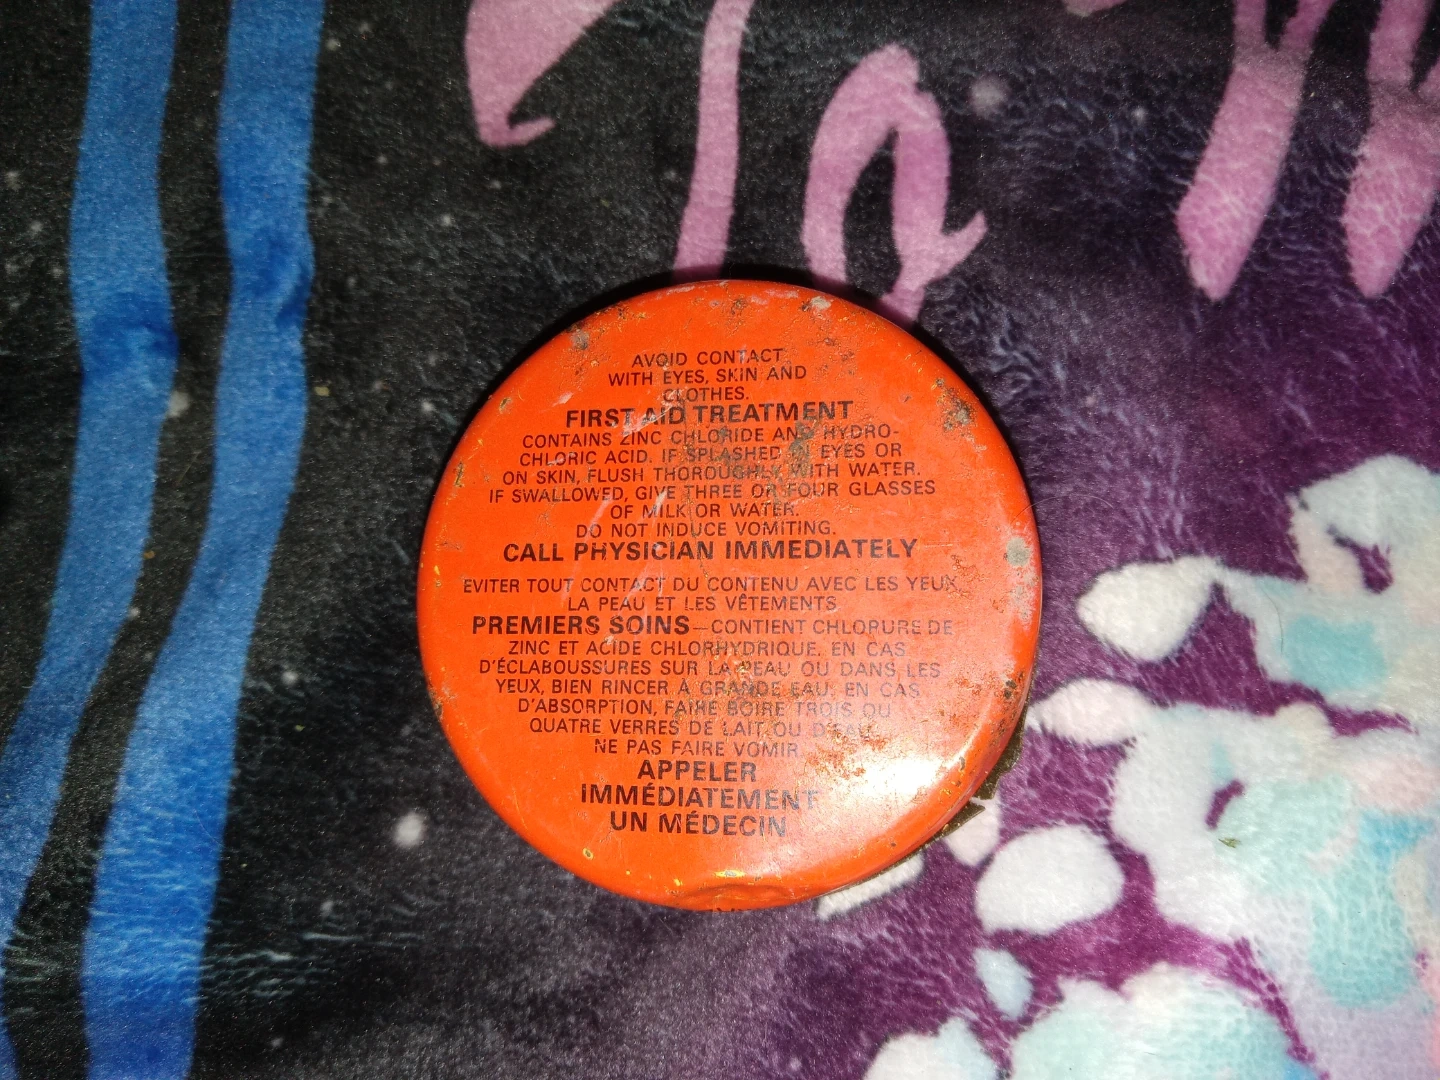 AVOID CONTACT
WITH EYES, SKIN AND
CLOTHES.
FIRST AID TREATMENT
CONTAINS ZINC CHLORIDE AND HYDRO-
CHLORIC ACID. IF SPLASHED IN EYES OR
ON SKIN, FLUSH THOROUGHLY WITH WATER.
IF SWALLOWED, GIVE THREE OR FOUR GLASSES
OF MILK OR WATER.
DO NOT INDUCE VOMITING.
CALL PHYSICIAN IMMEDIATELY
EVITER TOUT CONTACT DU CONTENU AVEC LES YEUX,
LA PEAU ET LES VÊTEMENTS.
PREMIERS SOINS—CONTIENT CHLORURE DE
ZINC ET ACIDE CHLORHYDRIQUE. EN CAS
D'ÉCLABOUSSURES SUR LA PEAU OU DANS LES
YEUX, BIEN RINCER À GRANDE EAU. EN CAS
D'ABSORPTION, FAIRE BOIRE TROIS OU
QUATRE VERRES DE LAIT OU D'EAU.
NE PAS FAIRE VOMIR.
APPELER
IMMÉDIATEMENT
UN MÉDECIN